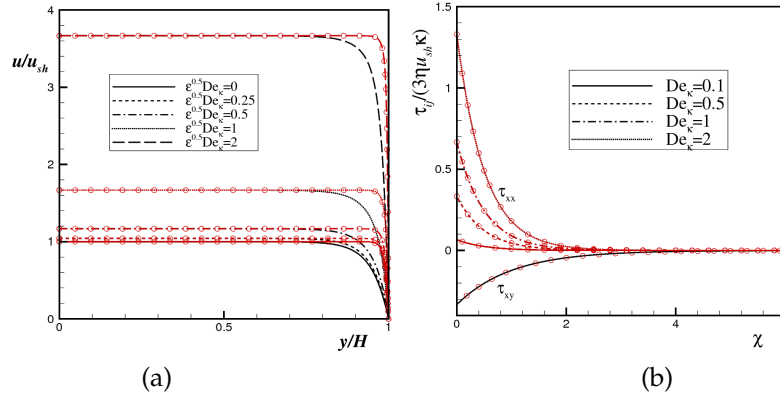 4
3
u/u_sh
2
1
0
0
0.5
1
y/H
ε^0.5De_κ=0
ε^0.5De_κ=0.25
ε^0.5De_κ=0.5
ε^0.5De_κ=1
ε^0.5De_κ=2
(a)
1.5
1
0.5
0
τ_ij/(3ηu_shκ)
De_κ=0.1
De_κ=0.5
De_κ=1
De_κ=2
τ_xx
τ_xy
0
2
4
χ
(b)